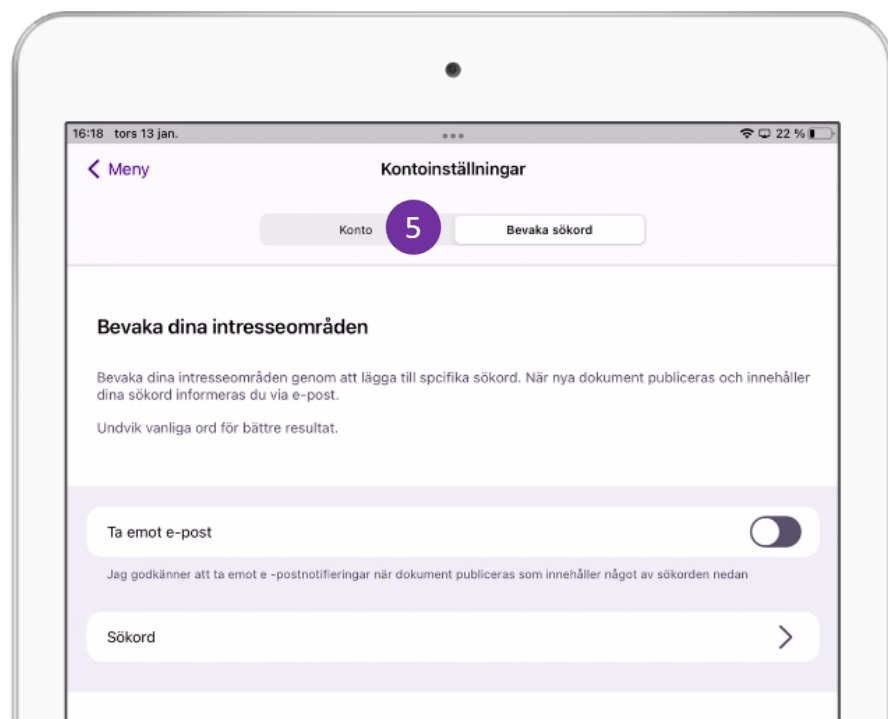 16:18 tors 13 jan.
22 %
Meny
Kontoinställningar
Konto
5
Bevaka sökord
Bevaka dina intresseområden
Bevaka dina intresseområden genom att lägga till spcifika sökord. När nya dokument publiceras och innehåller
dina sökord informeras du via e-post.
Undvik vanliga ord för bättre resultat.
Ta emot e-post
Jag godkänner att ta emot e -postnotifieringar när dokument publiceras som innehåller något av sökorden nedan
Sökord